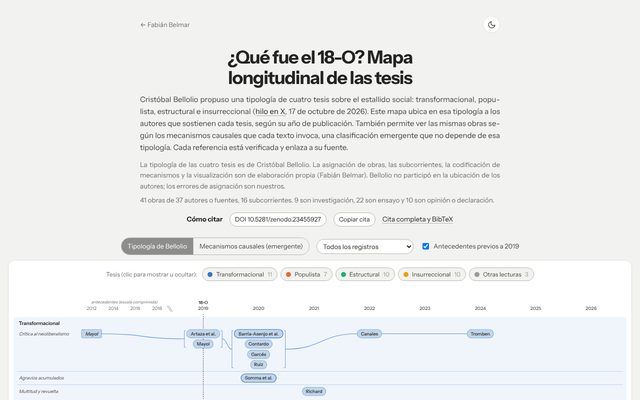 ← Fabián Belmar
¿Qué fue el 18-O? Mapa
longitudinal de las tesis
Cristóbal Bellolio propuso una tipología de cuatro tesis sobre el estallido social: transformacional, popu-
lista, estructural e insurreccional (hilo en X, 17 de octubre de 2026). Este mapa ubica en esa tipología a los
autores que sostienen cada tesis, según su año de publicación. También permite ver las mismas obras se-
gún los mecanismos causales que cada texto invoca, una clasificación emergente que no depende de esa
tipología. Cada referencia está verificada y enlaza a su fuente.
La tipología de las cuatro tesis es de Cristóbal Bellolio. La asignación de obras, las subcorrientes, la codificación de
mecanismos y la visualización son de elaboración propia (Fabián Belmar). Bellolio no participó en la ubicación de los
autores; los errores de asignación son nuestros.
41 obras de 37 autores o fuentes, 16 subcorrientes. 9 son investigación, 22 son ensayo y 10 son opinión o declaración.
Cómo citar DOI 10.5281/zenodo.23455927 Copiar cita Cita completa y BibTeX
Tipología de Bellolio Mecanismos causales (emergente) Todos los registros Antecedentes previos a 2019
Tesis (clic para mostrar u ocultar): Transformacional 11 Populista 7 Estructural 10 Insurreccional 10 Otras lecturas 3
antecedentes (escala comprimida) 18-O
2012 2014 2016 2018 2019 2020 2021 2022 2023 2024 2025 2026
Transformacional
Crítica al neoliberalismo Mayol Artaza et al. Barría-Asenjo et al. Canales Tromben
Mayol Contardo
Garcés
Ruiz
Agravios acumulados Somma et al.
Multitud y revuelta Richard